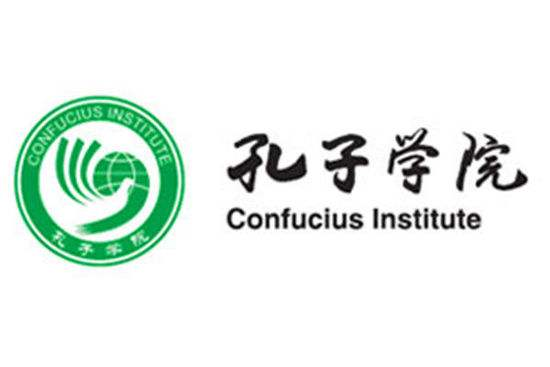 CONFUCIUS INSTITUTE
孔子学院
孔子学院
Confucius Institute